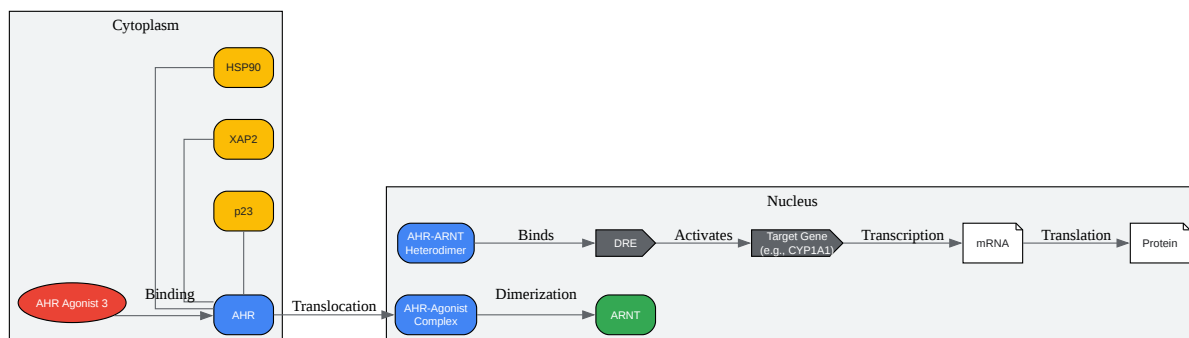 Cytoplasm
HSP90
XAP2
p23
AHR Agonist 3
Binding
AHR
Translocation
Nucleus
AHR-ARNT
Heterodimer
Binds
DRE
Activates
Target Gene
(e.g., CYP1A1)
Transcription
mRNA
Translation
Protein
AHR-Agonist
Complex
Dimerization
ARNT